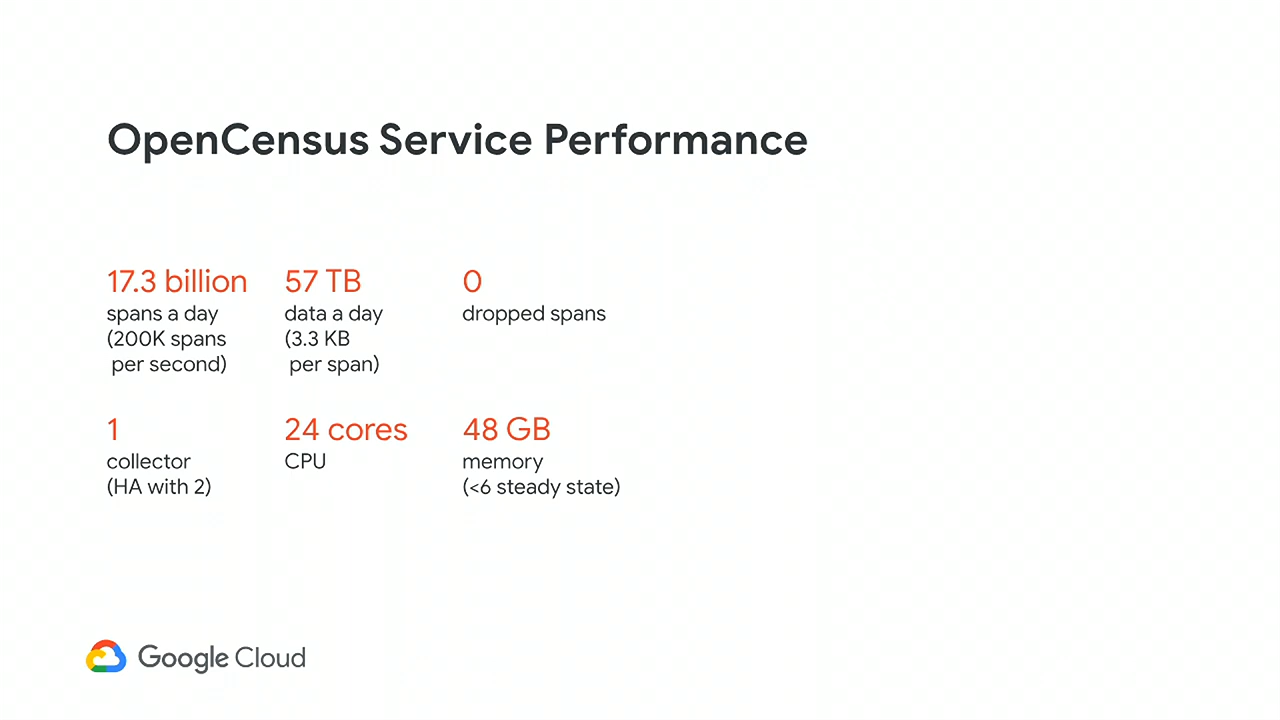 OpenCensus Service Performance
17.3 billion
spans a day
(200K spans
per second)
57 TB
data a day
(3.3 KB
per span)
0
dropped spans
1
collector
(HA with 2)
24 cores
CPU
48 GB
memory
(<6 steady state)
Google Cloud